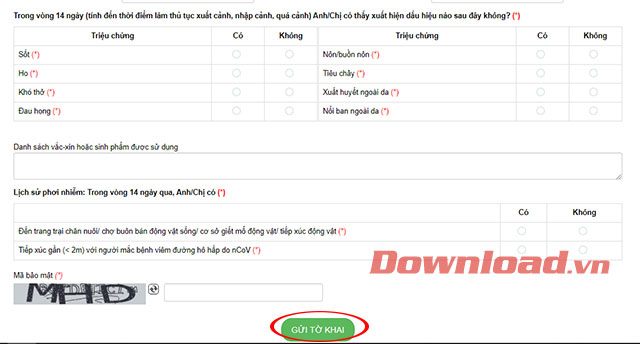 Trong vòng 14 ngày (tính đến thời điểm làm thủ tục xuất cảnh, nhập cảnh, quá cảnh) Anh/Chị có thấy xuất hiện dấu hiệu nào sau đây không? (*)
Triệu chứng Có Không Triệu chứng Có Không
Sốt (*) Nôn/buồn nôn (*)
Ho (*) Tiêu chảy (*)
Khó thở (*) Xuất huyết ngoài da (*)
Đau họng (*) Nổi ban ngoài da (*)
Danh sách vắc-xin hoặc sinh phẩm được sử dụng
Lịch sử phơi nhiễm: Trong vòng 14 ngày qua, Anh/Chị có (*)
Có Không
Đến trang trại chăn nuôi/ chợ buôn bán động vật sống/ cơ sở giết mổ động vật/ tiếp xúc động vật (*)
Tiếp xúc gần (< 2m) với người mắc bệnh viêm đường hô hấp do nCoV (*)
Download.vn
Mã bảo mật (*)
GỬI TỜ KHAI